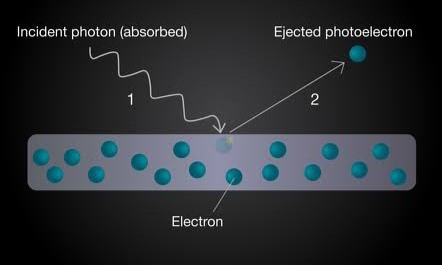 Incident photon (absorbed)
Ejected photoelectron
1
2
Electron